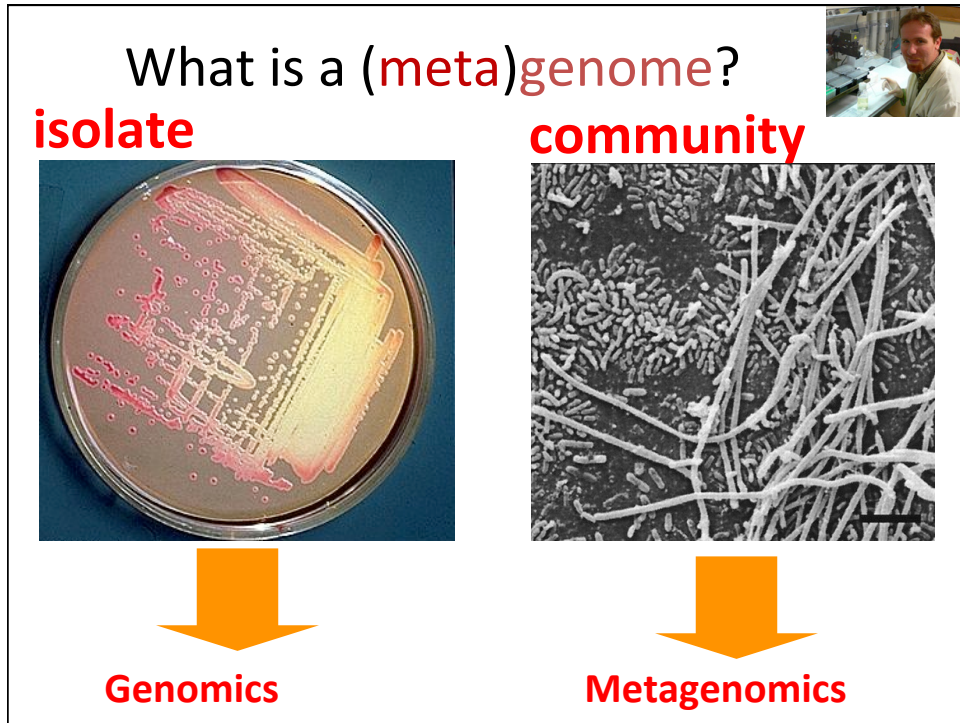 What is a (meta)genome?
isolate
community
Genomics
Metagenomics